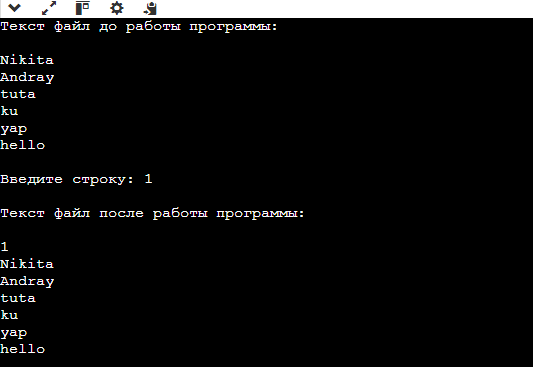 Текст файл до работы программы:
Nikita
Andray
tuta
ku
yap
hello
Введите строку: 1
Текст файл после работы программы:
1
Nikita
Andray
tuta
ku
yap
hello